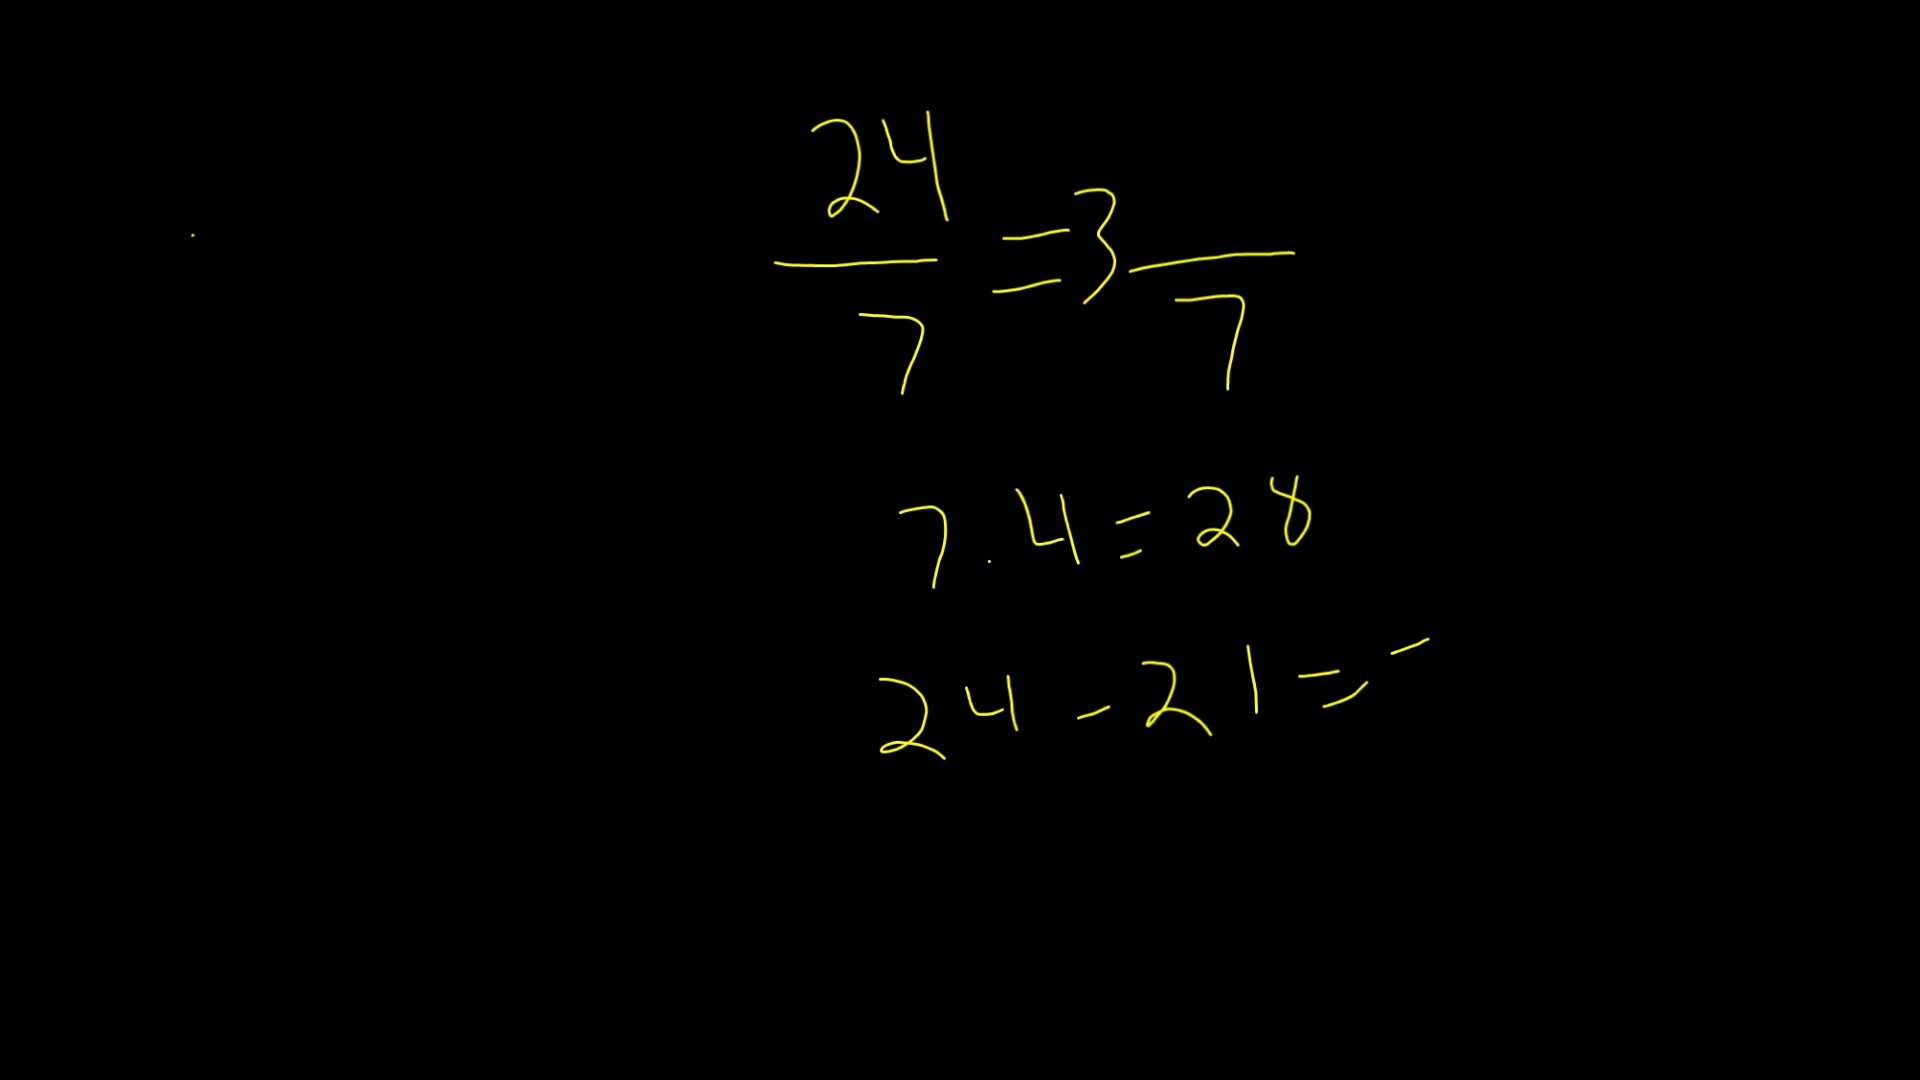 24/7 = 3 /7
7 . 4 = 28
24 - 21 = -